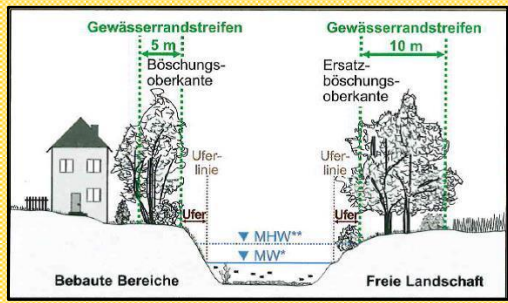 Gewässerrandstreifen
5 m
Böschungs-
oberkante
Ufer-
linie
Ufer
Gewässerrandstreifen
10 m
Ersatz-
böschungs-
oberkante
Ufer-
linie
Ufer
MHW**
MW*
Bebaute Bereiche
Freie Landschaft